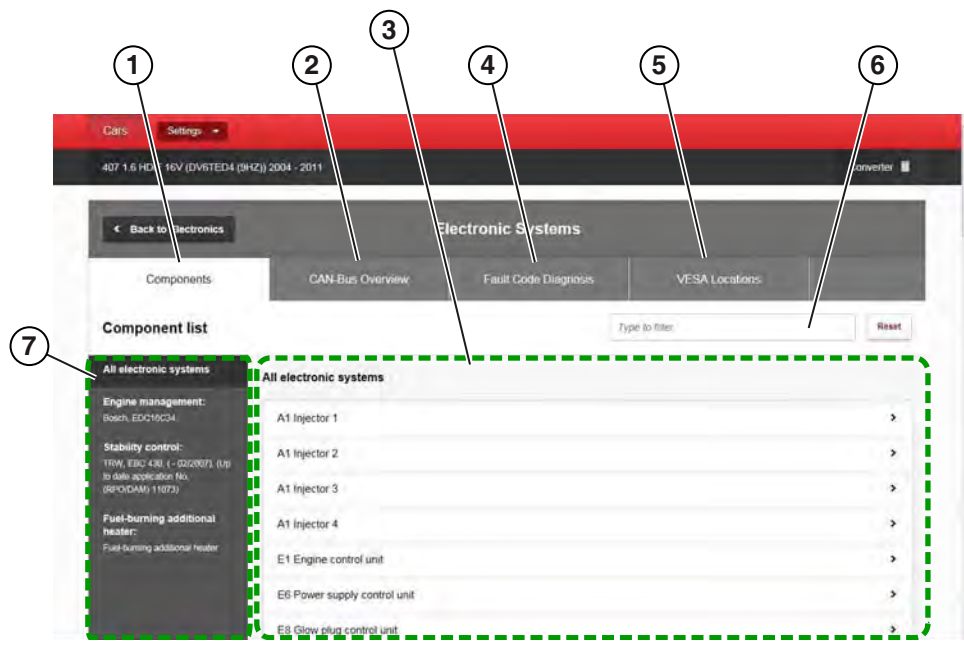 3
1
2
4
5
6
Cars Settings
407 1.6 HDI 16V (DV6TED4 (9HZ)) 2004 - 2011 Converter
Back to Electronics Electronic Systems
Components CAN-Bus Overview Fault Code Diagnosis VESA Locations
Component list Type to filter Reset
7
All electronic systems
Engine management:
Bosch, EDC16C34
Stability control:
TRW, EBC 430, ( - 02/2007), (Up
to date application No.
(RPO/DAM) 11073)
Fuel-burning additional
heater:
Fuel-burning additional heater
All electronic systems
A1 Injector 1
A1 Injector 2
A1 Injector 3
A1 Injector 4
E1 Engine control unit
E6 Power supply control unit
E8 Glow plug control unit